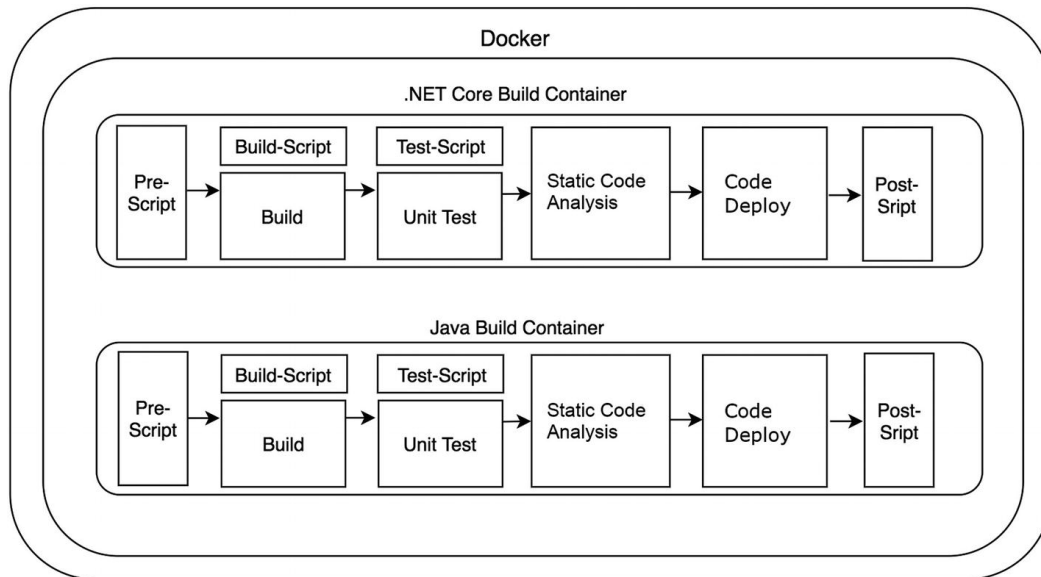 Docker
.NET Core Build Container
Pre-
Script
Build-Script
Build
Test-Script
Unit Test
Static Code
Analysis
Code
Deploy
Post-
Sript
Java Build Container
Pre-
Script
Build-Script
Build
Test-Script
Unit Test
Static Code
Analysis
Code
Deploy
Post-
Sript